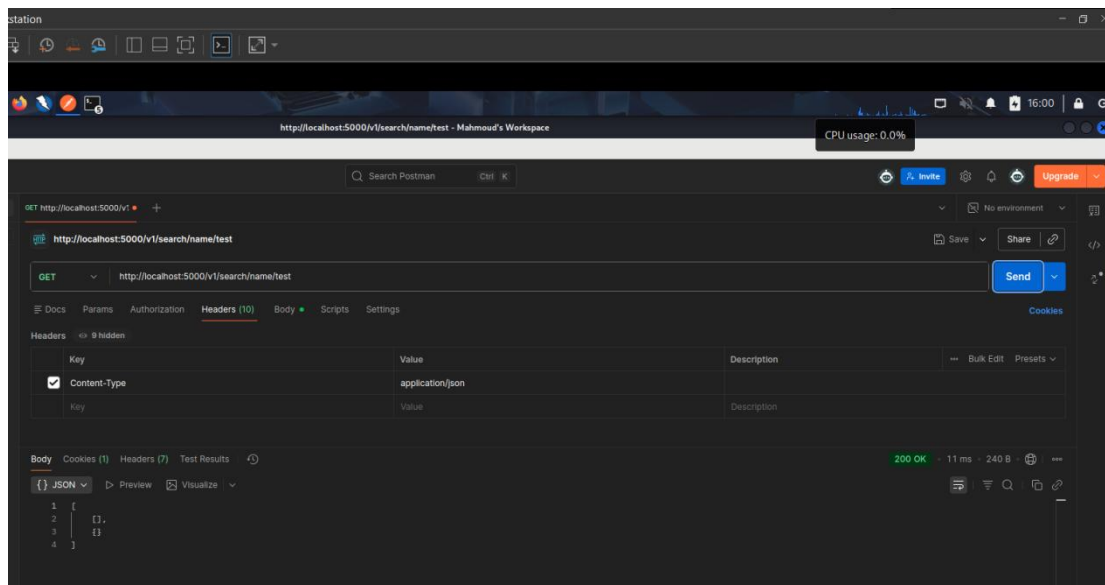 station
16:00
http://localhost:5000/v1/search/name/test - Mahmoud's Workspace
CPU usage: 0.0%
Search Postman Ctrl K
Invite
Upgrade
GET http://localhost:5000/v1
No environment
http://localhost:5000/v1/search/name/test
Save
Share
GET http://localhost:5000/v1/search/name/test
Send
Docs Params Authorization Headers (10) Body Scripts Settings
Cookies
Headers 9 hidden
Key Value Description Bulk Edit Presets
Content-Type application/json
Key Value Description
Body Cookies (1) Headers (7) Test Results
200 OK 11 ms 240 B
{} JSON Preview Visualize
1 [
2 [],
3 {}
4 ]